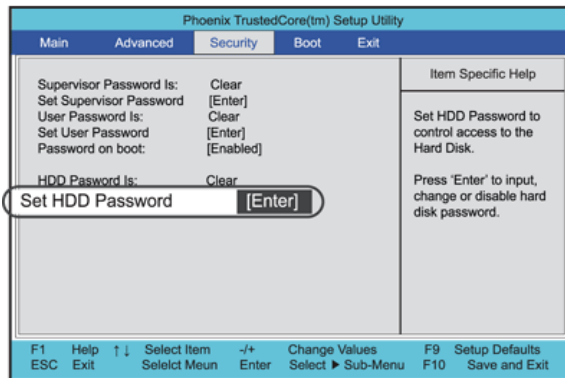 Phoenix TrustedCore(tm) Setup Utility
Main Advanced Security Boot Exit
Supervisor Password Is: Clear
Set Supervisor Password [Enter]
User Password Is: Clear
Set User Password [Enter]
Password on boot: [Enabled]
HDD Pasword Is: Clear
Set HDD Password [Enter]
Item Specific Help
Set HDD Password to
control access to the
Hard Disk.
Press 'Enter' to input,
change or disable hard
disk password.
F1 Help ↑↓ Select Item -/+ Change Values F9 Setup Defaults
ESC Exit Selelct Meun Enter Select ▶ Sub-Menu F10 Save and Exit